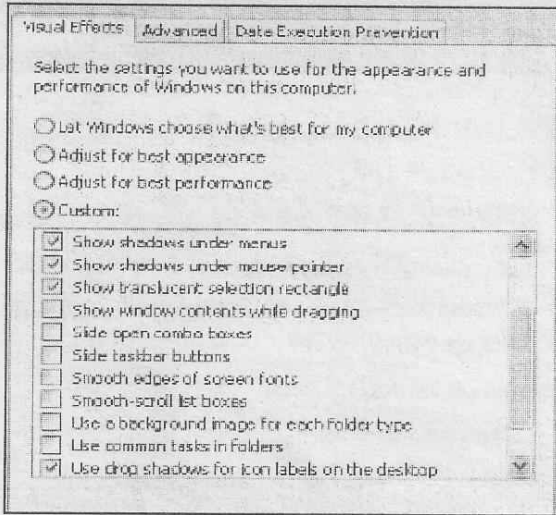 Visual Effects Advanced Data Execution Prevention
Select the settings you want to use for the appearance and
performance of Windows on this computer.
Let Windows choose what's best for my computer
Adjust for best appearance
Adjust for best performance
Custom:
Show shadows under menus
Show shadows under mouse pointer
Show translucent selection rectangle
Show window contents while dragging
Slide open combo boxes
Slide taskbar buttons
Smooth edges of screen fonts
Smooth-scroll list boxes
Use a background image for each folder type
Use common tasks in folders
Use drop shadows for icon labels on the desktop